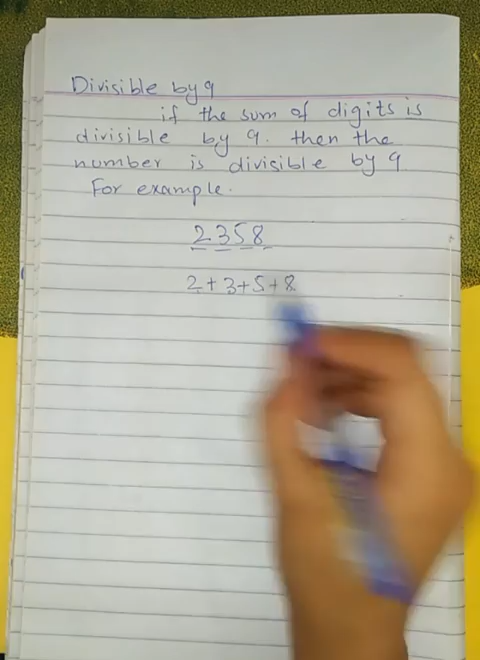 Divisible by 9
if the sum of digits is
divisible by 9. then the
number is divisible by 9
For example.
2358
2+3+5+8